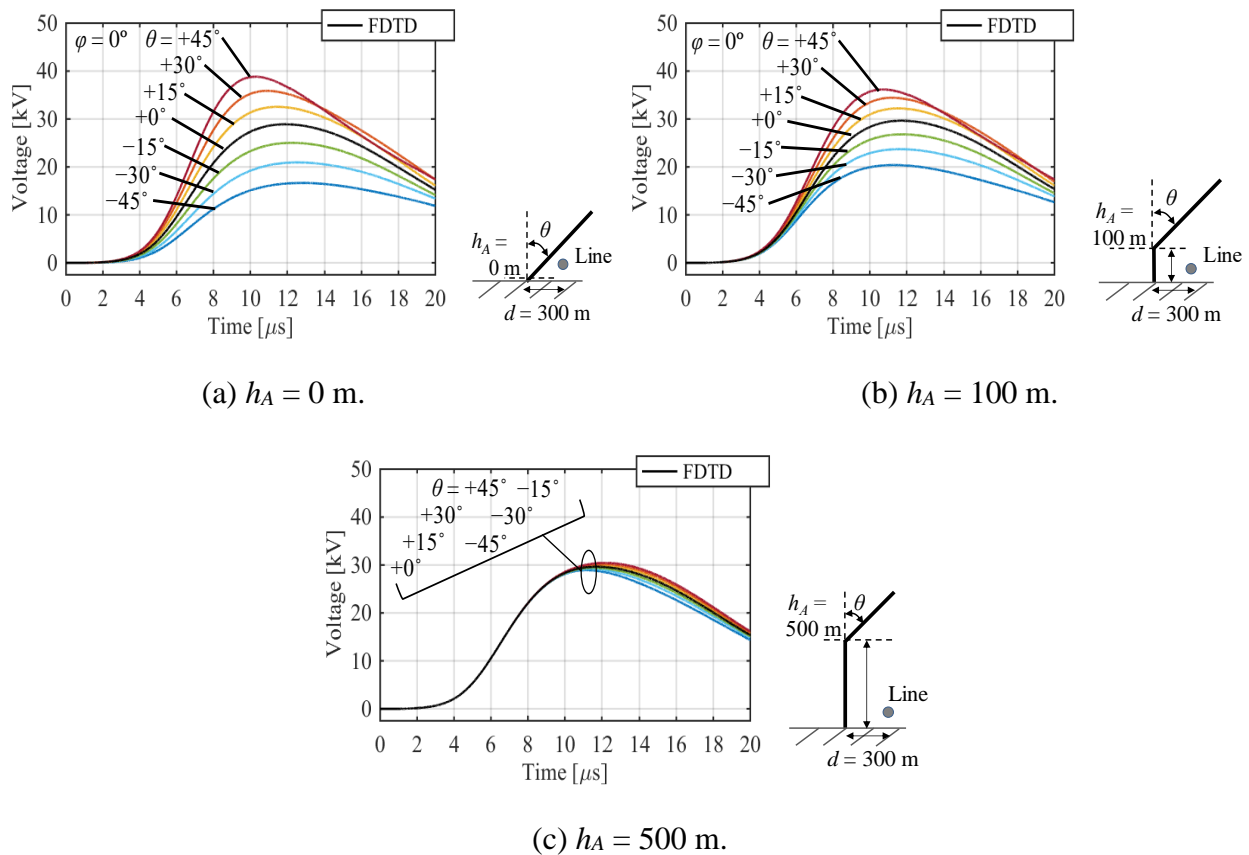 50
40
30
20
10
0
Voltage [kV]
FDTD
φ = 0° θ = +45°
+30°
+15°
+0°
−15°
−30°
−45°
0 2 4 6 8 10 12 14 16 18 20
Time [μs]
θ
h_A =
0 m
Line
d = 300 m
(a) h_A = 0 m.
50
40
30
20
10
0
Voltage [kV]
FDTD
φ = 0° θ = +45°
+30°
+15°
+0°
−15°
−30°
−45°
0 2 4 6 8 10 12 14 16 18 20
Time [μs]
θ
h_A =
100 m
Line
d = 300 m
(b) h_A = 100 m.
50
40
30
20
10
0
Voltage [kV]
FDTD
θ = +45° −15°
+30° −30°
+15° −45°
+0°
0 2 4 6 8 10 12 14 16 18 20
Time [μs]
h_A =
500 m
θ
Line
d = 300 m
(c) h_A = 500 m.